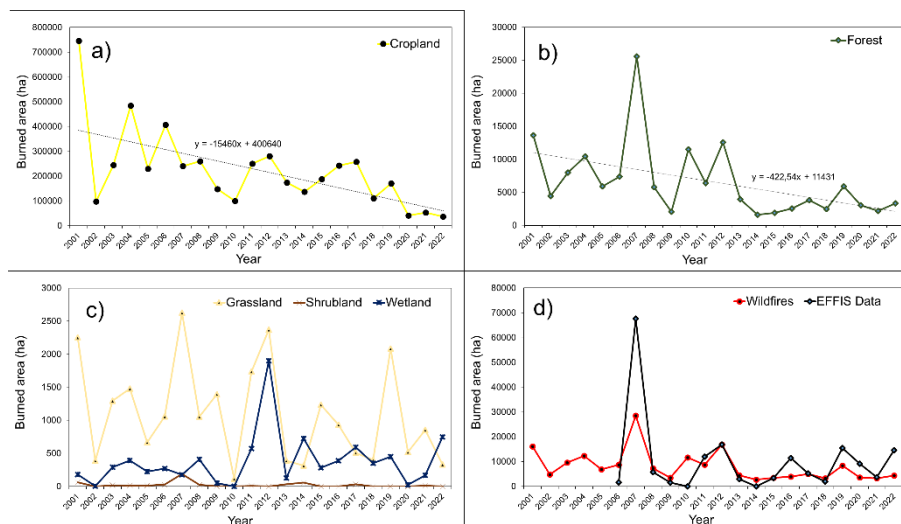 a)
Cropland
Burned area (ha)
800000
700000
600000
500000
400000
300000
200000
100000
0
y = -15460x + 400640
2001 2002 2003 2004 2005 2006 2007 2008 2009 2010 2011 2012 2013 2014 2015 2016 2017 2018 2019 2020 2021 2022
Year
b)
Forest
Burned area (ha)
30000
25000
20000
15000
10000
5000
0
y = -422,54x + 11431
2001 2002 2003 2004 2005 2006 2007 2008 2009 2010 2011 2012 2013 2014 2015 2016 2017 2018 2019 2020 2021 2022
Year
c)
Grassland Shrubland Wetland
Burned area (ha)
3000
2500
2000
1500
1000
500
0
2001 2002 2003 2004 2005 2006 2007 2008 2009 2010 2011 2012 2013 2014 2015 2016 2017 2018 2019 2020 2021 2022
Year
d)
Wildfires EFFIS Data
Burned area (ha)
80000
70000
60000
50000
40000
30000
20000
10000
0
2001 2002 2003 2004 2005 2006 2007 2008 2009 2010 2011 2012 2013 2014 2015 2016 2017 2018 2019 2020 2021 2022
Year